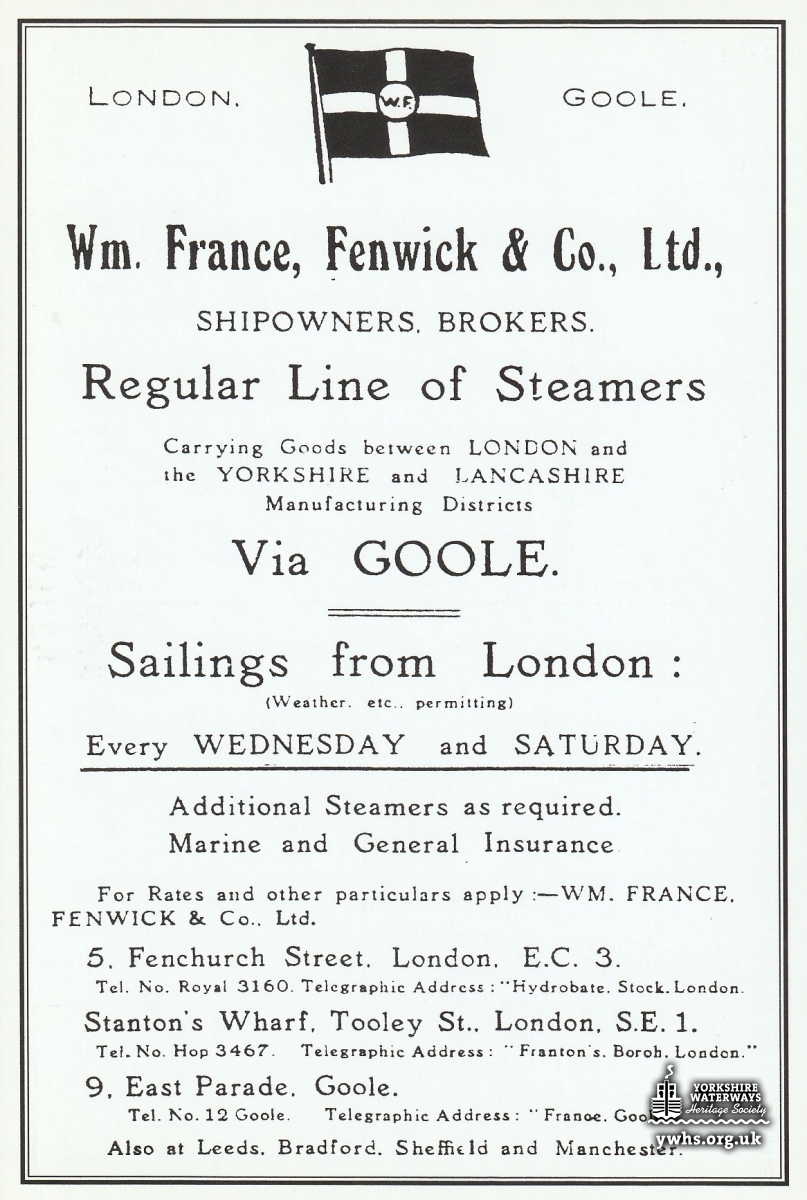 LONDON.
W.F.
GOOLE.
Wm. France, Fenwick & Co., Ltd.,
SHIPOWNERS, BROKERS.
Regular Line of Steamers
Carrying Goods between LONDON and
the YORKSHIRE and LANCASHIRE
Manufacturing Districts
Via GOOLE.
Sailings from London :
(Weather, etc., permitting)
Every WEDNESDAY and SATURDAY.
Additional Steamers as required.
Marine and General Insurance
For Rates and other particulars apply :—WM. FRANCE,
FENWICK & Co., Ltd.
5, Fenchurch Street, London, E.C. 3.
Tel. No. Royal 3160. Telegraphic Address : "Hydrobate, Stock, London.
Stanton's Wharf, Tooley St., London, S.E. 1.
Tel. No. Hop 3467. Telegraphic Address : "Franton's, Boroh, London."
9, East Parade, Goole.
Tel. No. 12 Goole. Telegraphic Address : "France,
Also at Leeds, Bradford, Sheffield and Manchester.
YORKSHIRE
WATERWAYS
Heritage Society
ywhs.org.uk